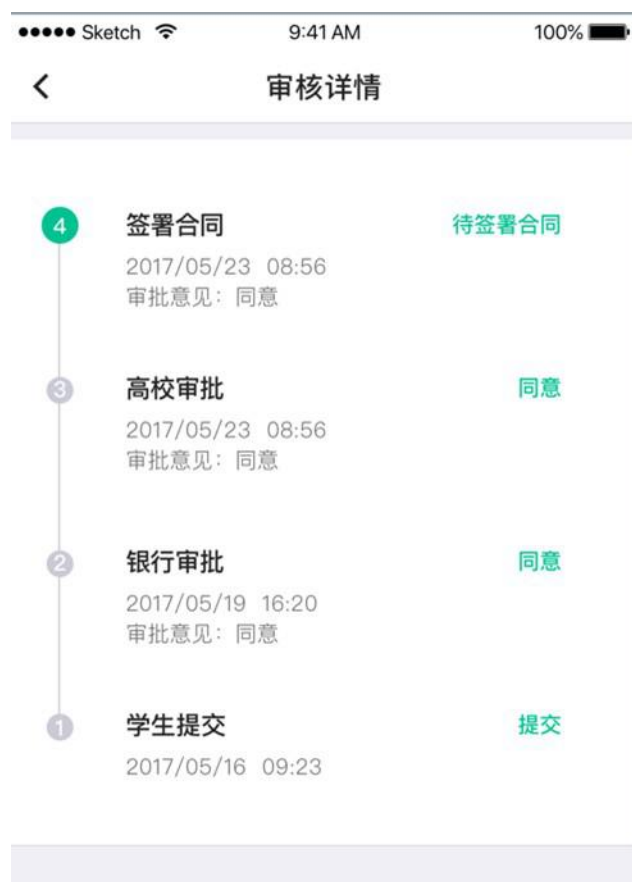 ●●●●● Sketch 9:41 AM 100%
审核详情
4 签署合同 待签署合同
2017/05/23 08:56
审批意见：同意
3 高校审批 同意
2017/05/23 08:56
审批意见：同意
2 银行审批 同意
2017/05/19 16:20
审批意见：同意
1 学生提交 提交
2017/05/16 09:23